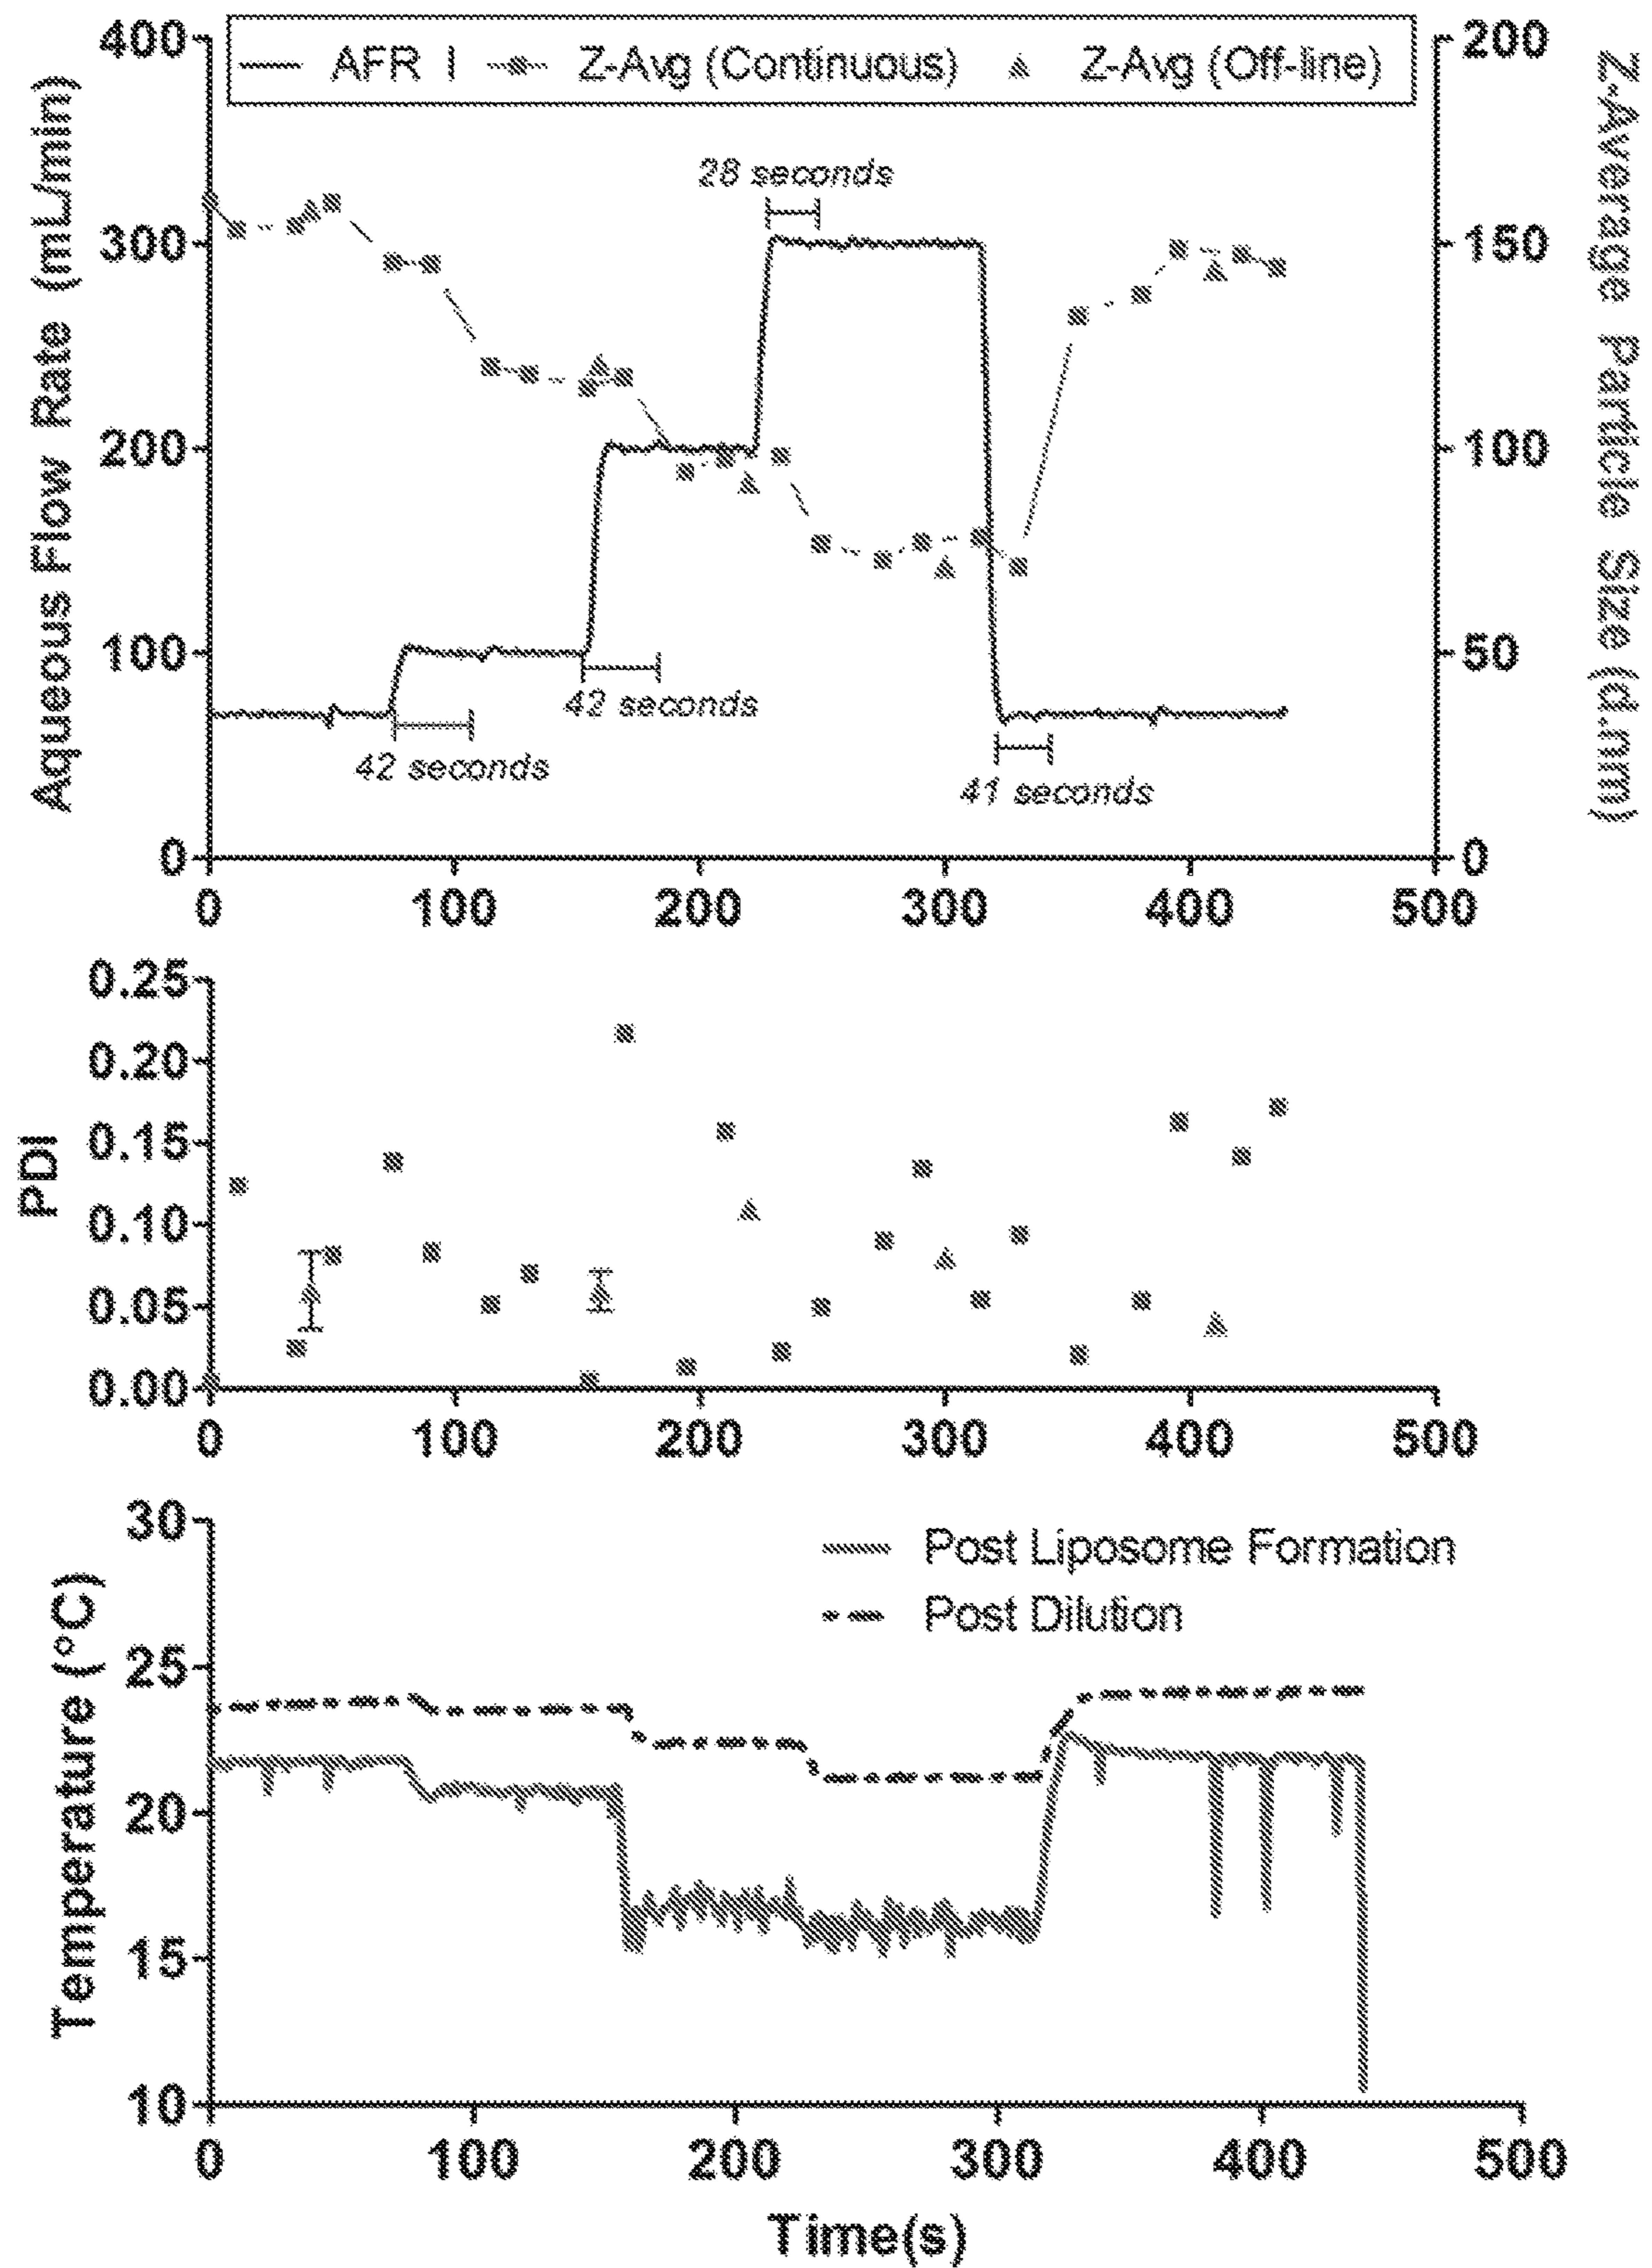 AFR I Z-Avg (Continuous) Z-Avg (Off-line)
Aqueous Flow Rate (mL/min)
400
300
200
100
0
Z-Average Particle Size (d.nm)
200
150
100
50
0
28 seconds
42 seconds
42 seconds
41 seconds
0 100 200 300 400 500
PDI
0.25
0.20
0.15
0.10
0.05
0.00
0 100 200 300 400 500
Temperature (°C)
30
25
20
15
10
Post Liposome Formation
Post Dilution
0 100 200 300 400 500
Time(s)